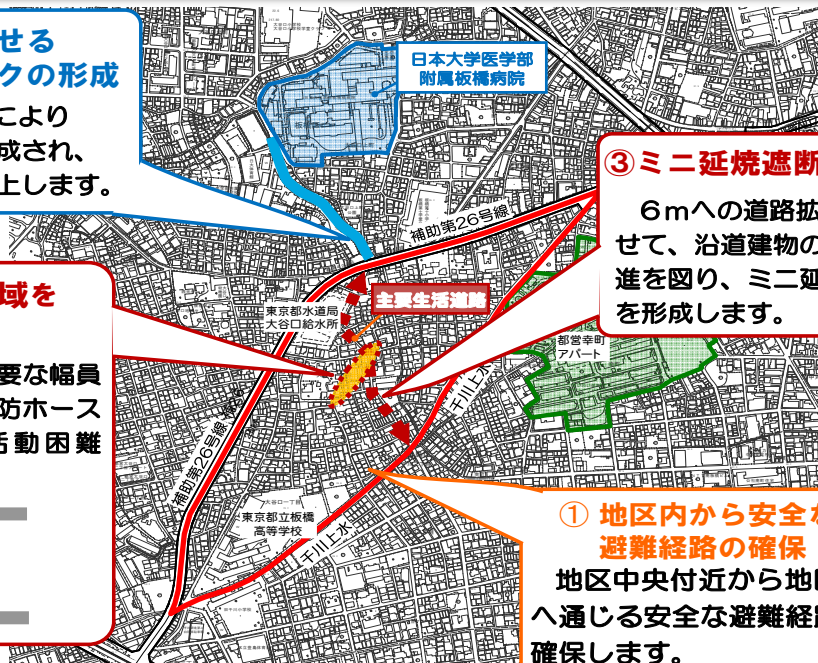 せる
クの形成
により
成され、
上します。
日本大学医学部
附属板橋病院
③ミニ延焼遮断
6mへの道路拡
せて、沿道建物の
進を図り、ミニ延
を形成します。
補助第26号線
域を
要な幅員
防ホース
活動困難
主要生活道路
東京都水道局
大谷口給水所
都営幸町
アパート
千川上水
補助第26号線
大谷口一丁目
東京都立板橋
高等学校
千川上水
① 地区内から安全な
避難経路の確保
地区中央付近から地区
へ通じる安全な避難経路
確保します。